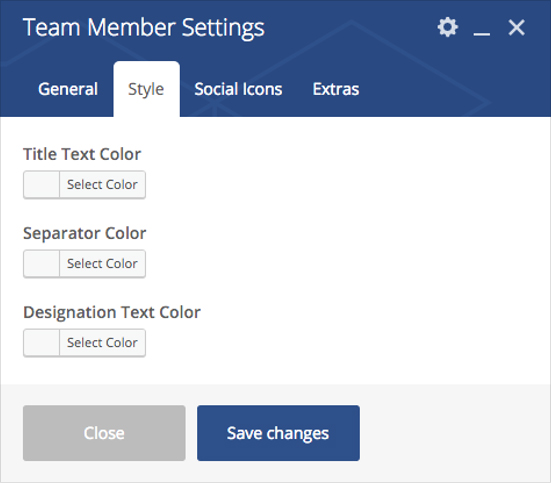 Team Member Settings
General Style Social Icons Extras
Title Text Color
Select Color
Separator Color
Select Color
Designation Text Color
Select Color
Close Save changes